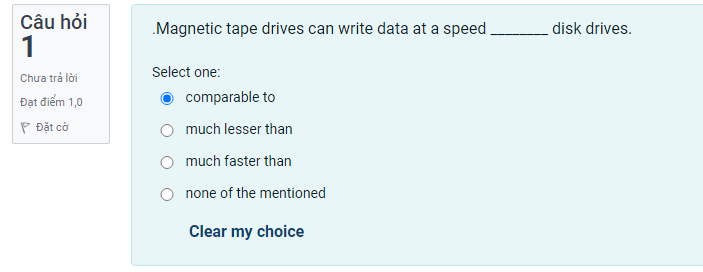 Câu hỏi
1
Chưa trả lời
Đạt điểm 1,0
Đặt cờ
.Magnetic tape drives can write data at a speed ________ disk drives.
Select one:
comparable to
much lesser than
much faster than
none of the mentioned
Clear my choice